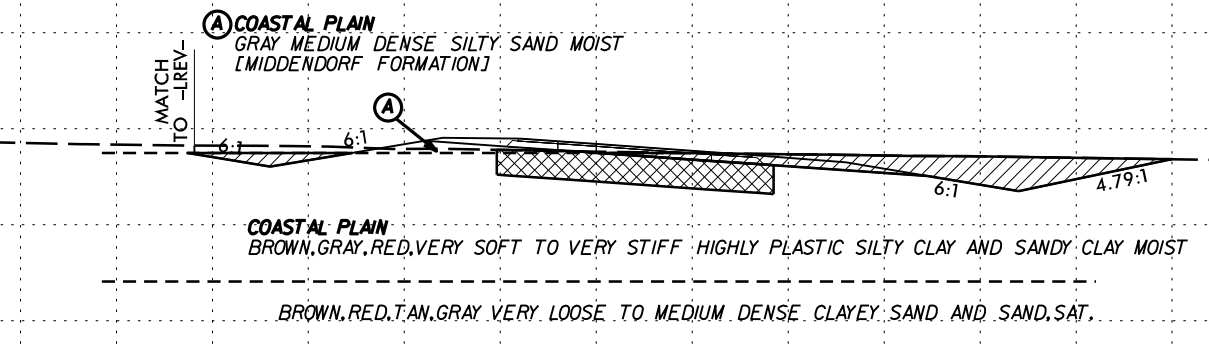 A COASTAL PLAIN
GRAY MEDIUM DENSE SILTY SAND MOIST
[MIDDENDORF FORMATION]
MATCH
TO -LREV-
A
6:1
6:1
6:1
4.79:1
COASTAL PLAIN
BROWN,GRAY,RED,VERY SOFT TO VERY STIFF HIGHLY PLASTIC SILTY CLAY AND SANDY CLAY MOIST
BROWN,RED,TAN,GRAY VERY LOOSE TO MEDIUM DENSE CLAYEY SAND AND SAND,SAT.